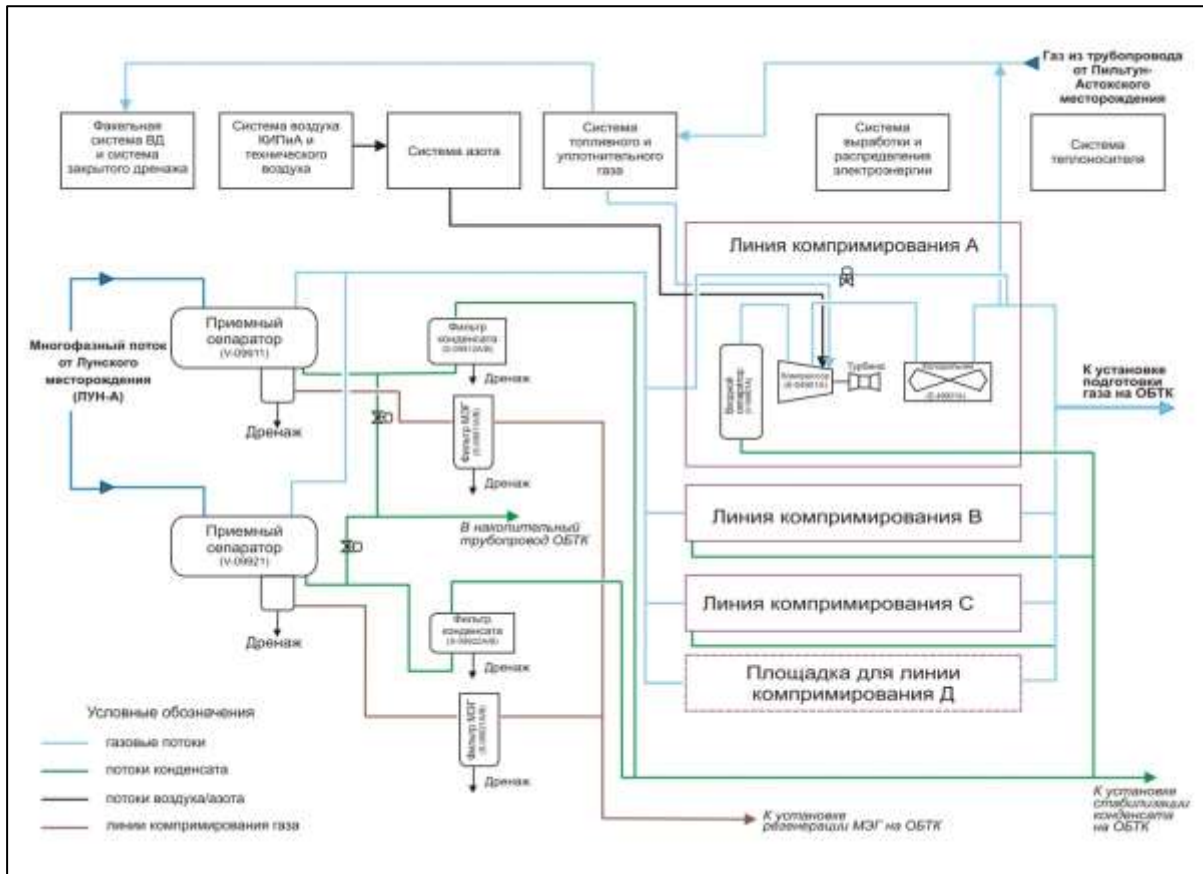 Газ из трубопровода
от Пильтун-
Астохского
месторождения
Факельная
система ВД
и система
закрытого дренажа
Система воздуха
КИПиА и
технического
воздуха
Система азота
Система
топливного и
уплотнительного
газа
Система
выработки и
распределения
электроэнергии
Система
теплоносителя
Линия компримирования А
Многофазный поток
от Лунского
месторождения
(ЛУН-А)
Приемный
сепаратор
(V-09911)
Дренаж
Фильтр
конденсата
Дренаж
Фильтр МЭГ
Дренаж
Входной
сепаратор
Компрессор
Турбина
К установке
подготовки
газа на ОБТК
Приемный
сепаратор
(V-09921)
Дренаж
В накопительный
трубопровод ОБТК
Линия компримирования В
Линия компримирования С
Площадка для линии
компримирования Д
Фильтр
конденсата
Дренаж
Фильтр МЭГ
Дренаж
Условные обозначения
газовые потоки
потоки конденсата
потоки воздуха/азота
линии компримирования газа
К установке
регенерации МЭГ на ОБТК
К установке
стабилизации
конденсата
на ОБТК